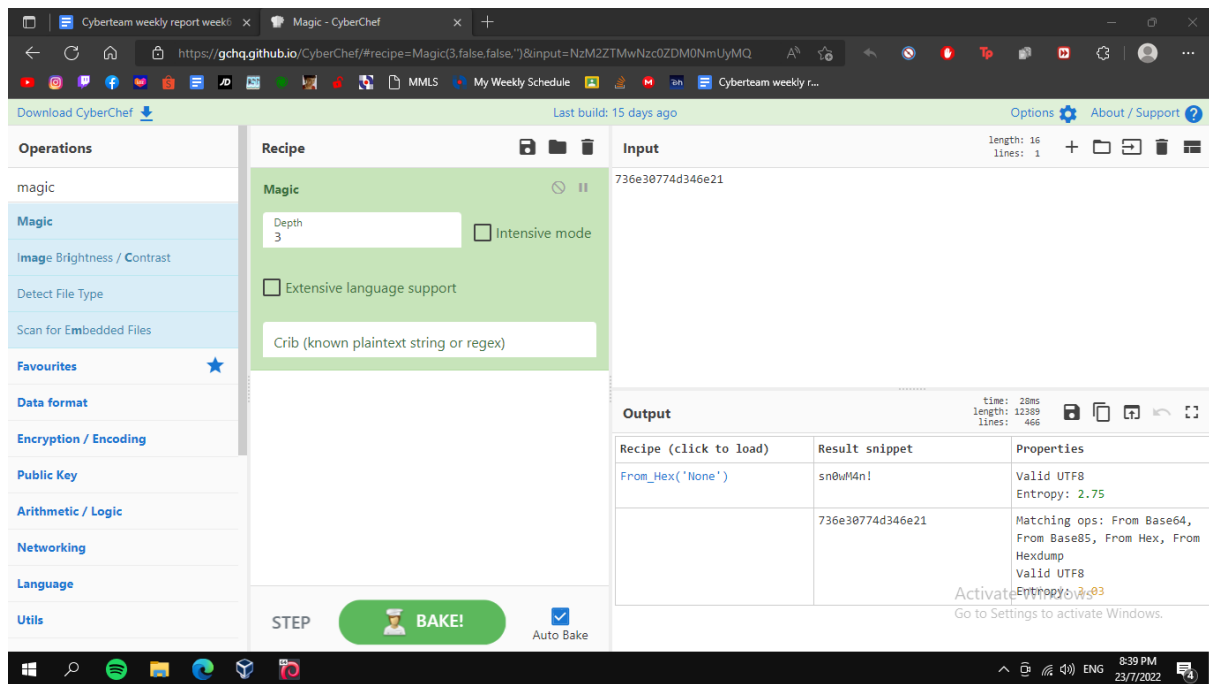 Cyberteam weekly report week6
Magic - CyberChef
https://gchq.github.io/CyberChef/#recipe=Magic(3,false,false,'')&input=NzM2ZTMwNzc0ZDM0NmUyMQ
MMLS
My Weekly Schedule
Cyberteam weekly r...
Download CyberChef
Last build: 15 days ago
Options
About / Support
Operations
magic
Magic
Image Brightness / Contrast
Detect File Type
Scan for Embedded Files
Favourites
Data format
Encryption / Encoding
Public Key
Arithmetic / Logic
Networking
Language
Utils
Recipe
Magic
Depth
3
Intensive mode
Extensive language support
Crib (known plaintext string or regex)
STEP
BAKE!
Auto Bake
Input
length: 16
lines: 1
736e30774d346e21
Output
time: 28ms
length: 12389
lines: 466
Recipe (click to load) Result snippet Properties
From_Hex('None') sn0wM4n! Valid UTF8
Entropy: 2.75
736e30774d346e21 Matching ops: From Base64,
From Base85, From Hex, From
Hexdump
Valid UTF8
Entropy: 3.03
Activate Windows
Go to Settings to activate Windows.
ENG
8:39 PM
23/7/2022
4